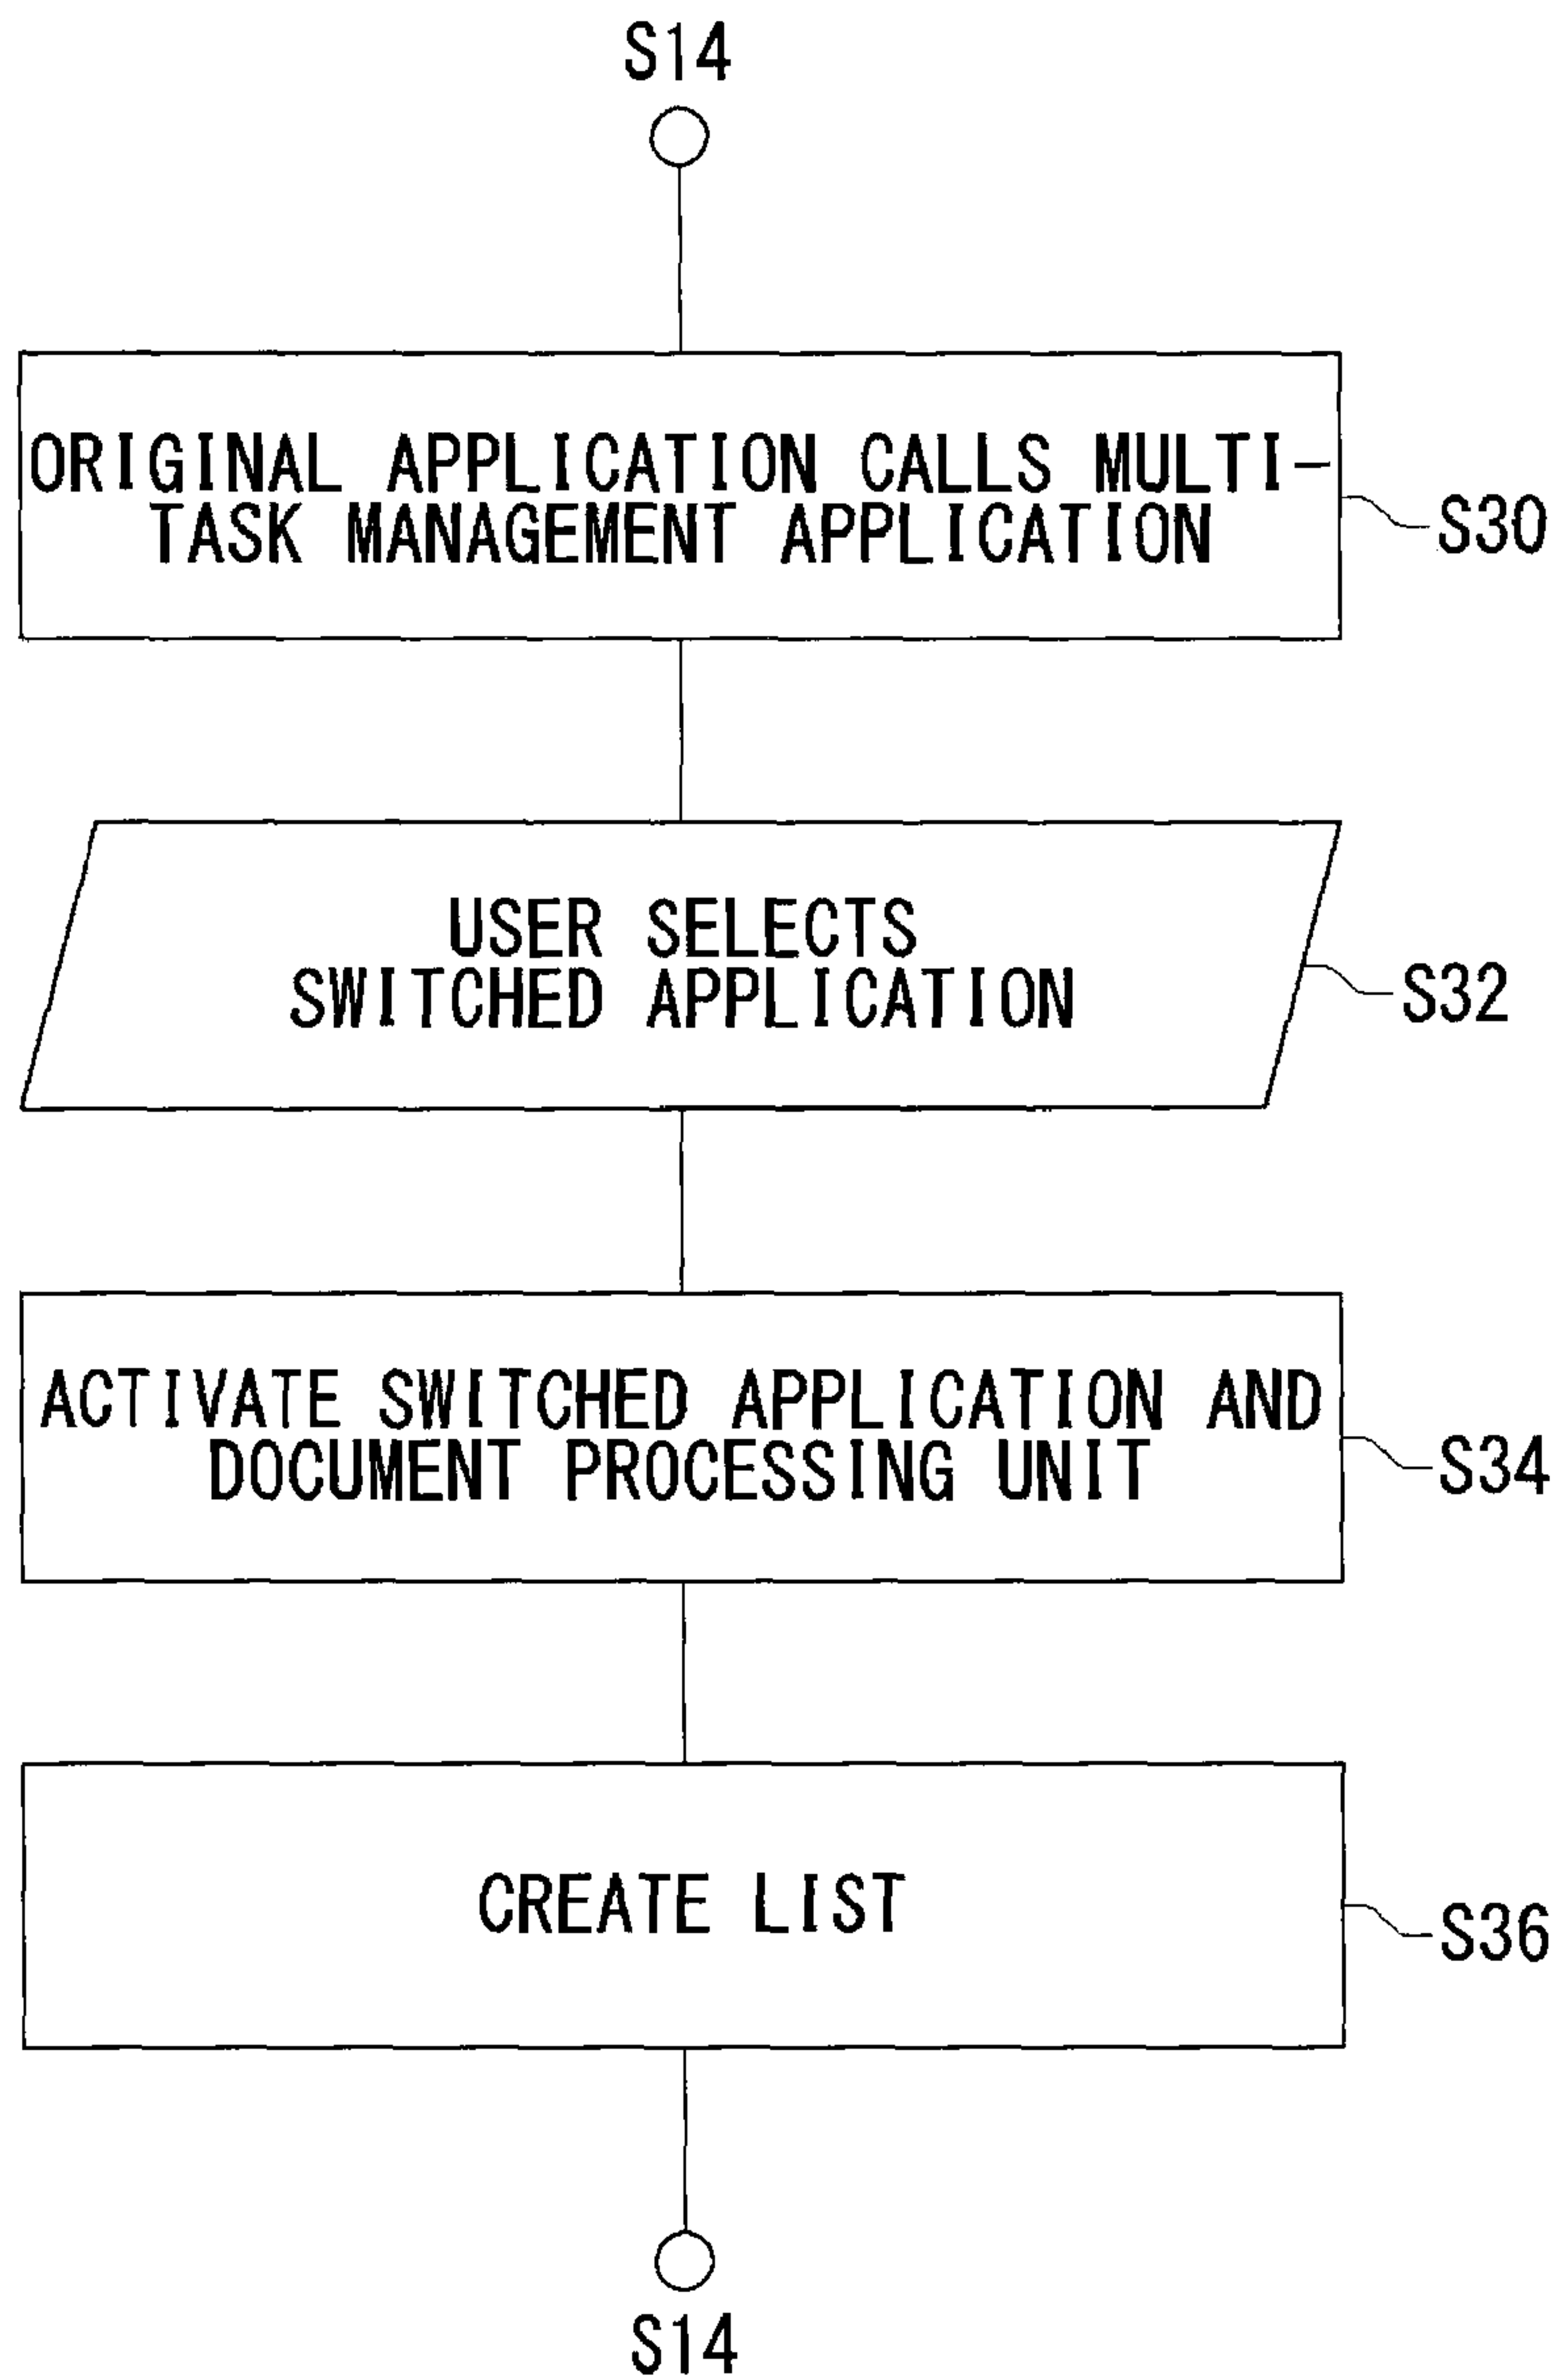 S14
ORIGINAL APPLICATION CALLS MULTI-
TASK MANAGEMENT APPLICATION
S30
USER SELECTS
SWITCHED APPLICATION
S32
ACTIVATE SWITCHED APPLICATION AND
DOCUMENT PROCESSING UNIT
S34
CREATE LIST
S36
S14